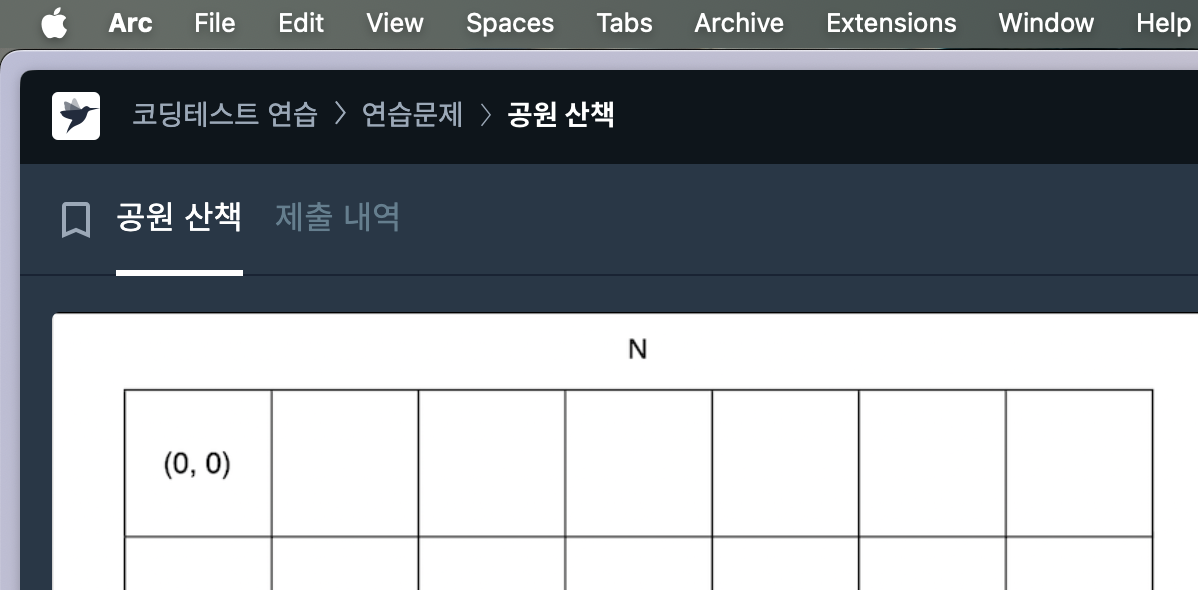 Arc File Edit View Spaces Tabs Archive Extensions Window Help
코딩테스트 연습 > 연습문제 > 공원 산책
공원 산책 제출 내역
N
(0, 0)